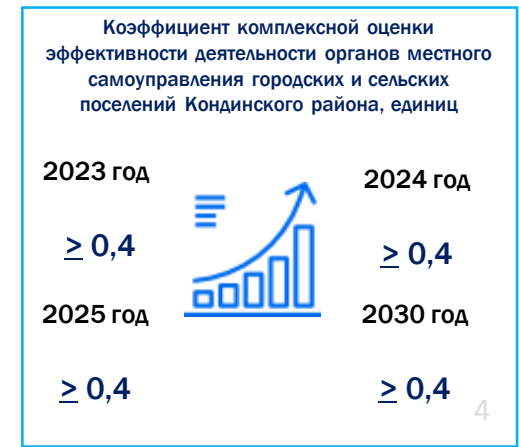 Коэффициент комплексной оценки
эффективности деятельности органов местного
самоуправления городских и сельских
поселений Кондинского района, единиц
2023 год
≥ 0,4
2024 год
≥ 0,4
2025 год
≥ 0,4
2030 год
≥ 0,4
4